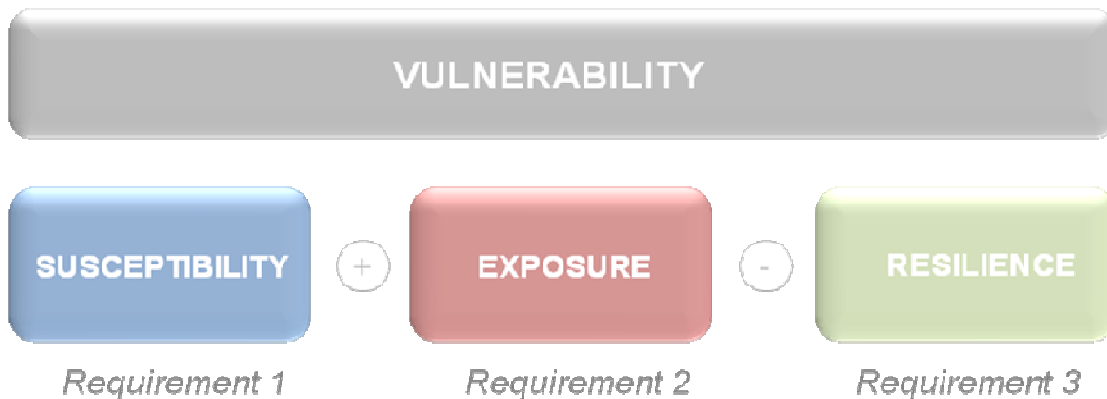 VULNERABILITY
SUSCEPTIBILITY + EXPOSURE - RESILIENCE
Requirement 1 Requirement 2 Requirement 3